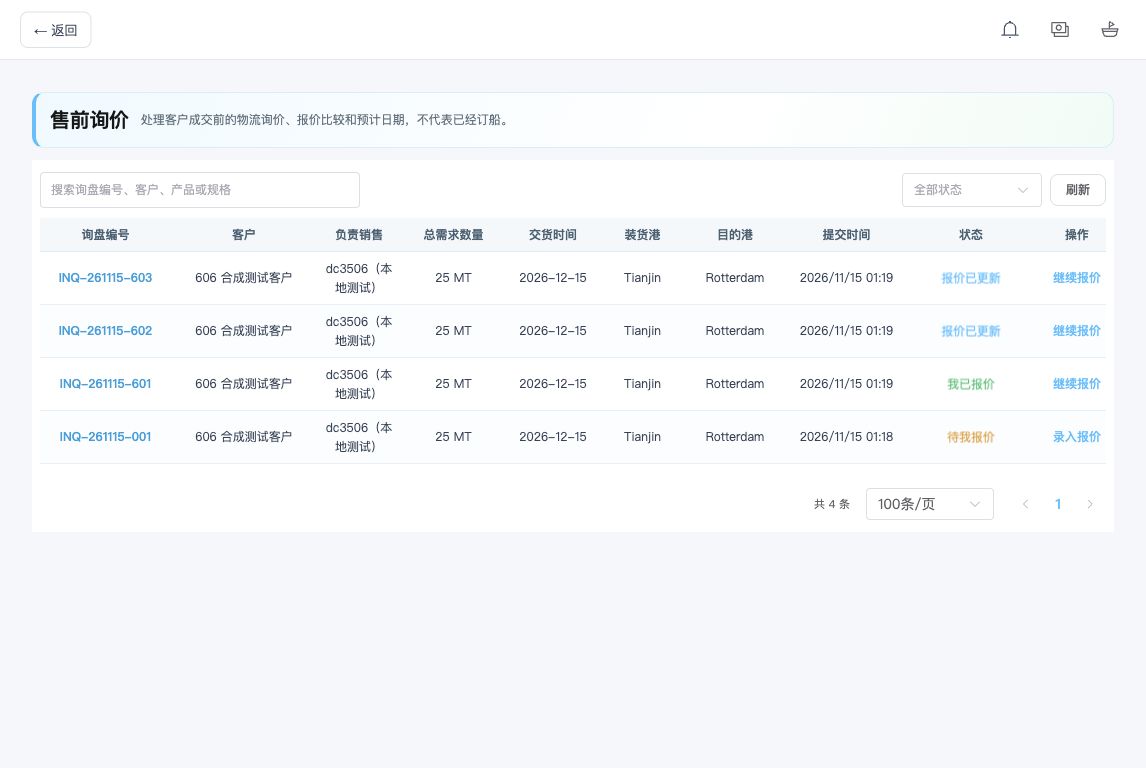 ← 返回
售前询价 处理客户成交前的物流询价、报价比较和预计日期，不代表已经订船。
搜索询盘编号、客户、产品或规格 全部状态 刷新
询盘编号 客户 负责销售 总需求数量 交货时间 装货港 目的港 提交时间 状态 操作
INQ-261115-603 606 合成测试客户 dc3506（本地测试） 25 MT 2026-12-15 Tianjin Rotterdam 2026/11/15 01:19 报价已更新 继续报价
INQ-261115-602 606 合成测试客户 dc3506（本地测试） 25 MT 2026-12-15 Tianjin Rotterdam 2026/11/15 01:19 报价已更新 继续报价
INQ-261115-601 606 合成测试客户 dc3506（本地测试） 25 MT 2026-12-15 Tianjin Rotterdam 2026/11/15 01:19 我已报价 继续报价
INQ-261115-001 606 合成测试客户 dc3506（本地测试） 25 MT 2026-12-15 Tianjin Rotterdam 2026/11/15 01:18 待我报价 录入报价
共 4 条 100条/页 1